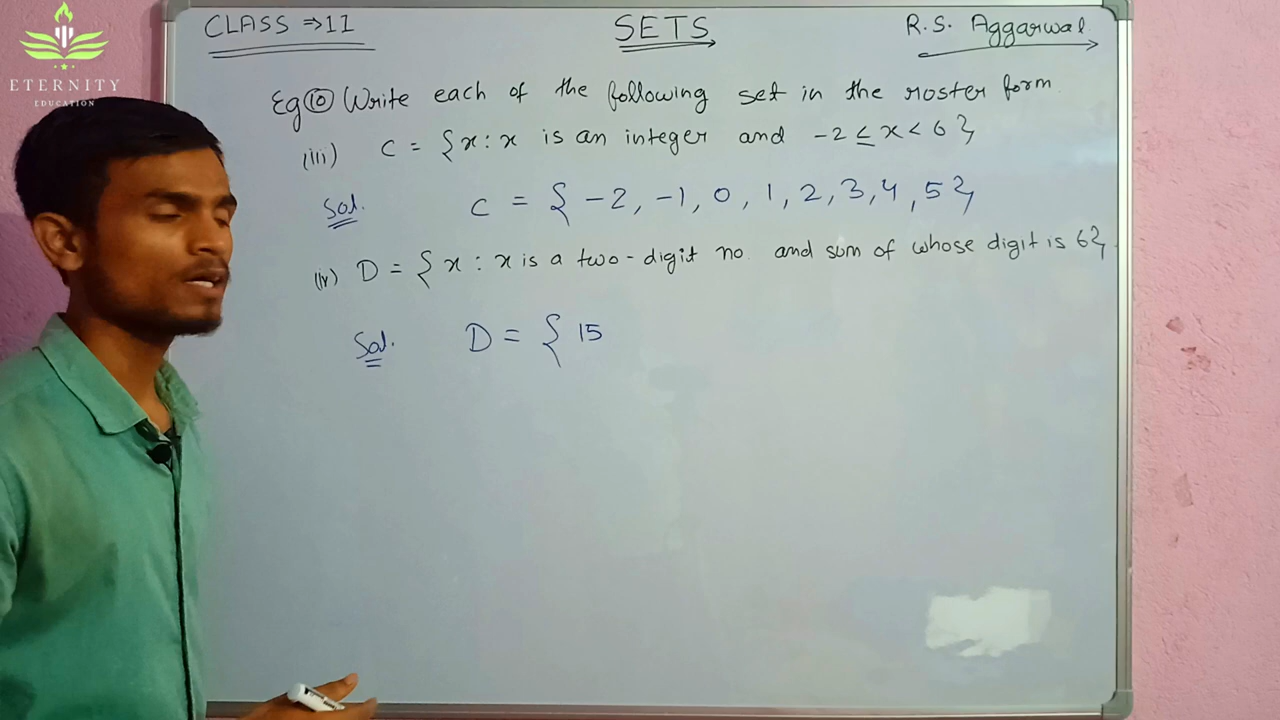 ETERNITY
EDUCATION
CLASS ⇒ 11
SETS
R.S. Aggarwal
Eg ⑩ Write each of the following set in the roster form.
(iii) C = {x : x is an integer and -2 ≤ x < 6}
Sol. C = { -2, -1, 0, 1, 2, 3, 4, 5}
(iv) D = { x : x is a two-digit no. and sum of whose digit is 6}.
Sol. D = { 15